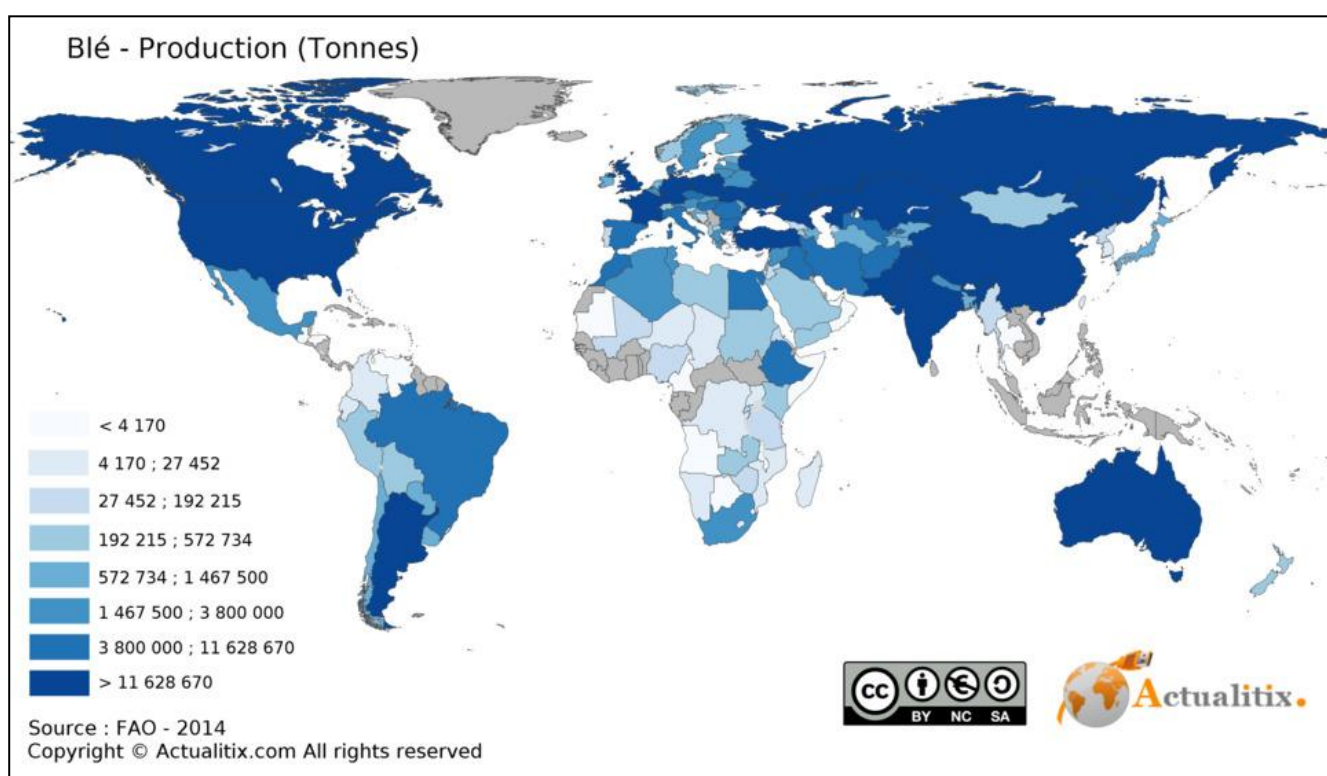 Blé - Production (Tonnes)
< 4 170
4 170 ; 27 452
27 452 ; 192 215
192 215 ; 572 734
572 734 ; 1 467 500
1 467 500 ; 3 800 000
3 800 000 ; 11 628 670
> 11 628 670
Source : FAO - 2014
Copyright © Actualitix.com All rights reserved
cc
BY NC SA
Actualitix.